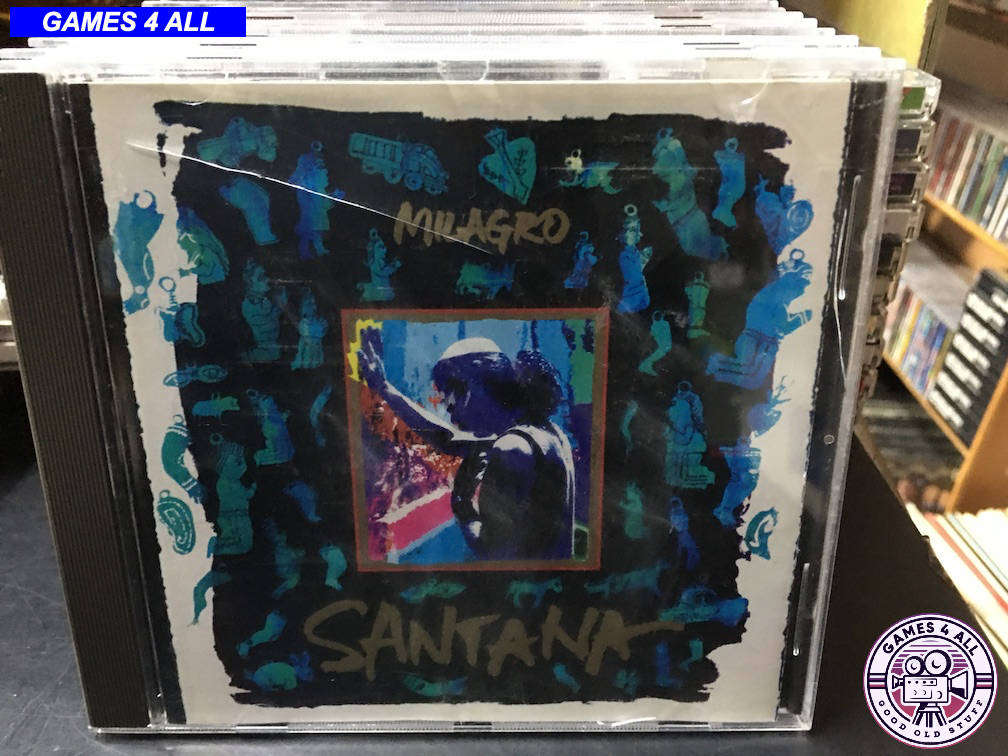 GAMES 4 ALL
MILAGRO
SANTANA
GAMES 4 ALL
GOOD OLD STUFF